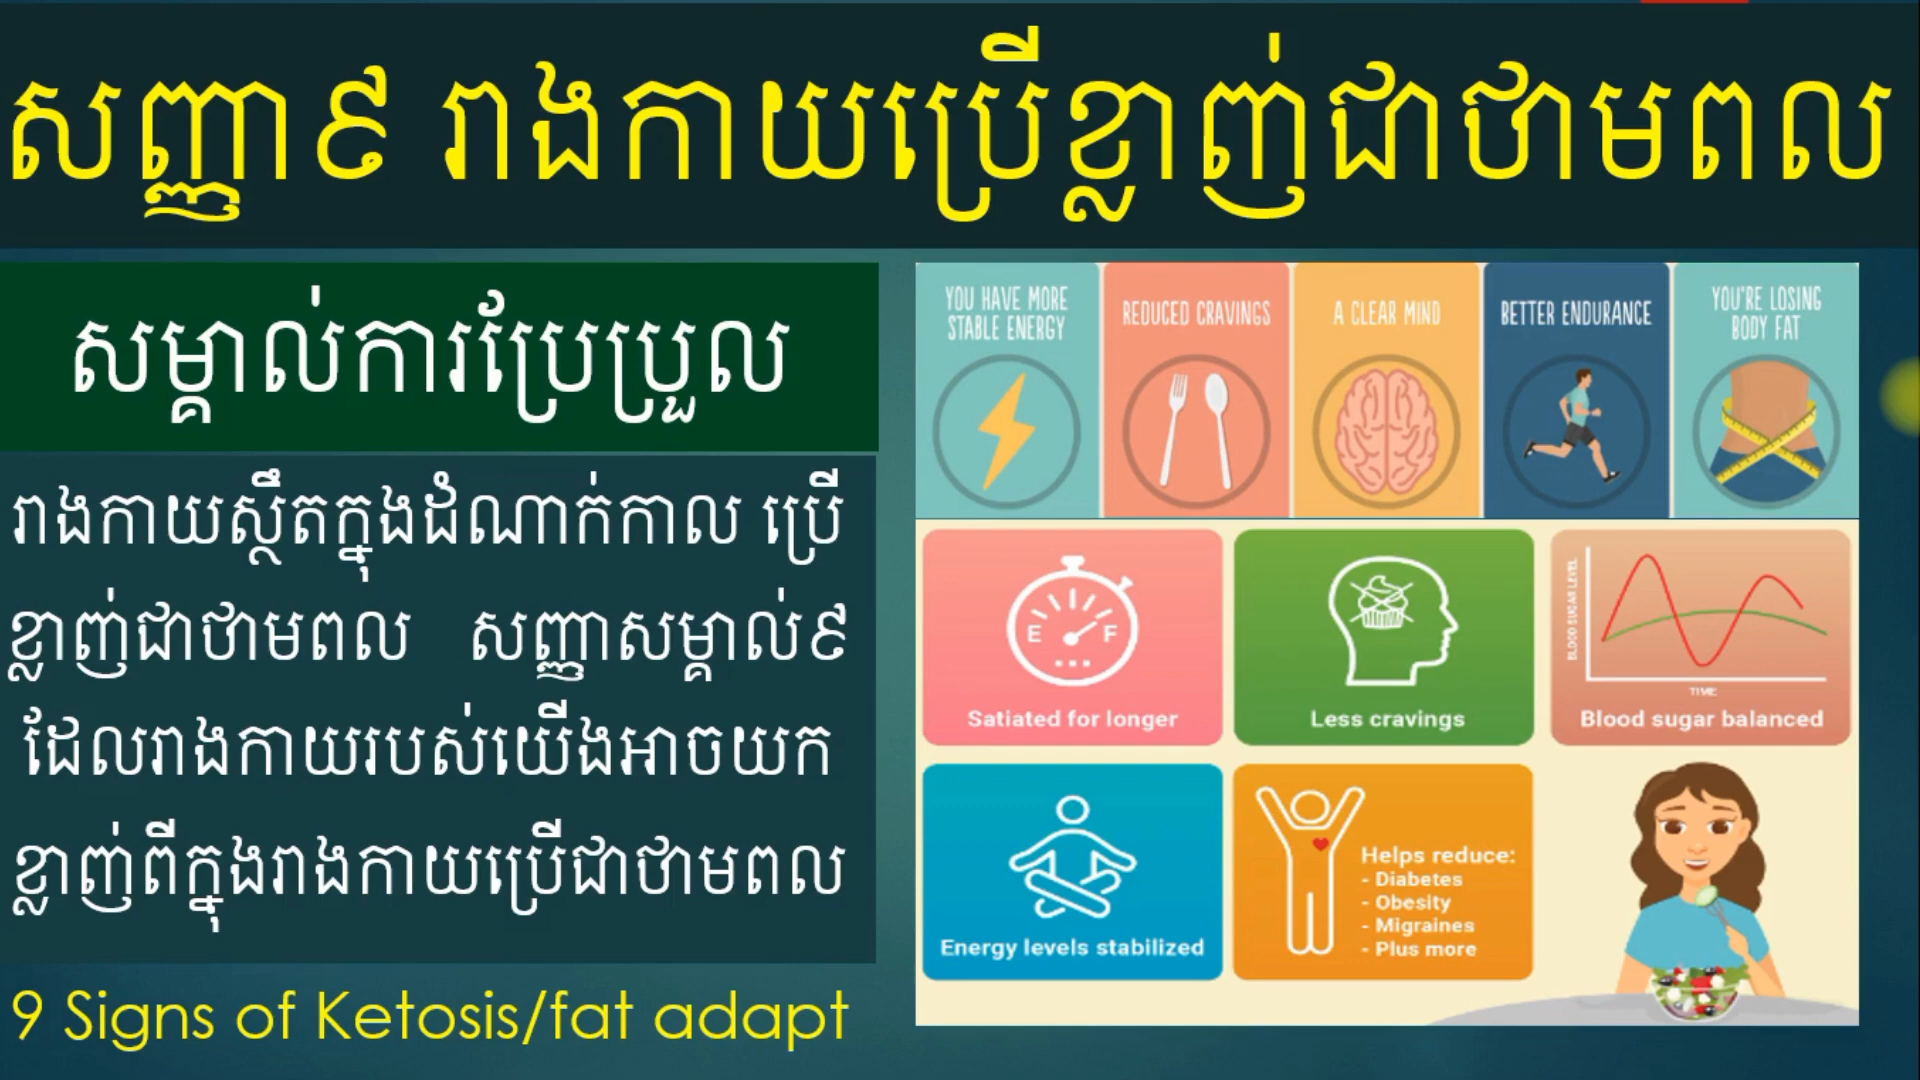 សញ្ញា៩ រាងកាយប្រើខ្លាញ់ជាថាមពល
សម្គាល់ការប្រែប្រួល
រាងកាយស្ថឹតក្នុងដំណាក់កាល ប្រើ
ខ្លាញ់ជាថាមពល សញ្ញាសម្គាល់៩
ដែលរាងកាយរបស់យើងអាចយក
ខ្លាញ់ពីក្នុងរាងកាយប្រើជាថាមពល
9 Signs of Ketosis/fat adapt
YOU HAVE MORE
STABLE ENERGY
REDUCED CRAVINGS
A CLEAR MIND
BETTER ENDURANCE
YOU'RE LOSING
BODY FAT
E F
Satiated for longer
Less cravings
BLOOD SUGAR LEVEL
TIME
Blood sugar balanced
Energy levels stabilized
Helps reduce:
- Diabetes
- Obesity
- Migraines
- Plus more